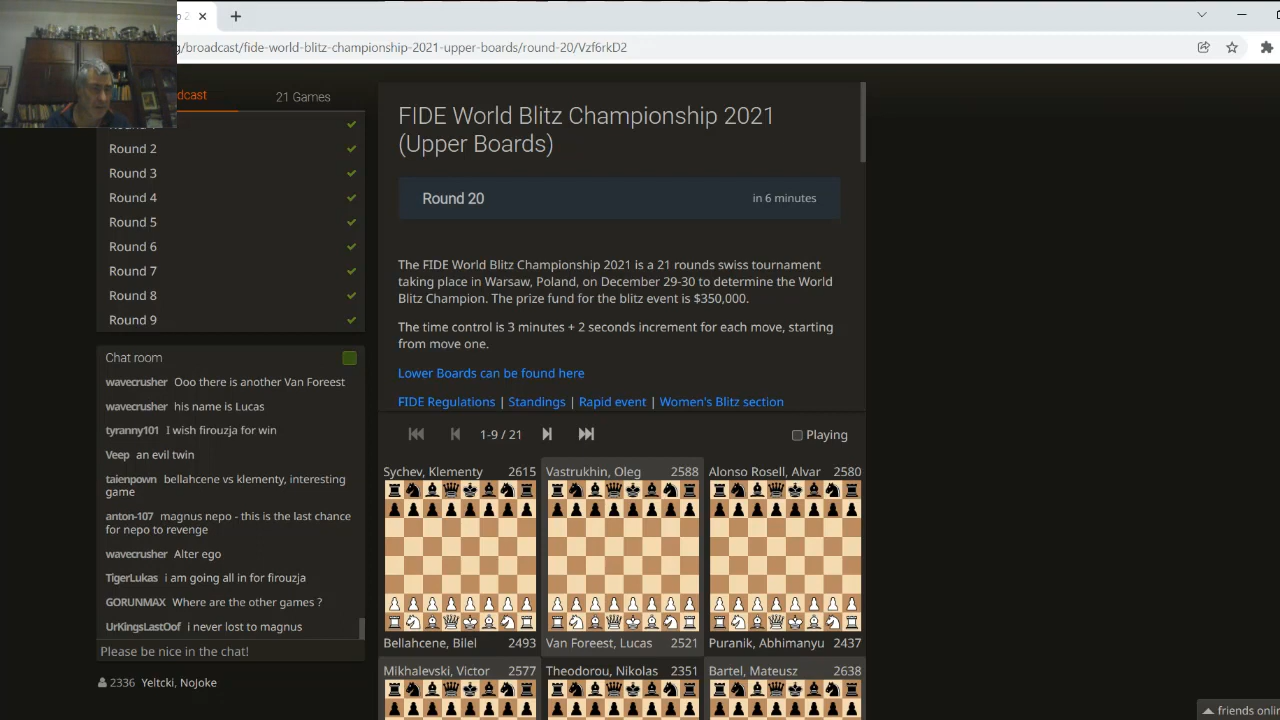 g/broadcast/fide-world-blitz-championship-2021-upper-boards/round-20/Vzf6rkD2
21 Games
Round 2
Round 3
Round 4
Round 5
Round 6
Round 7
Round 8
Round 9
Chat room
wavecrusher Ooo there is another Van Foreest
wavecrusher his name is Lucas
tyranny101 I wish firouzja for win
Veep an evil twin
taienpown bellahcene vs klementy, interesting
game
anton-107 magnus nepo - this is the last chance
for nepo to revenge
wavecrusher Alter ego
TigerLukas i am going all in for firouzja
GORUNMAX Where are the other games ?
UrKingsLastOof i never lost to magnus
Please be nice in the chat!
2336 Yeltcki, NoJoke
FIDE World Blitz Championship 2021
(Upper Boards)
Round 20 in 6 minutes
The FIDE World Blitz Championship 2021 is a 21 rounds swiss tournament
taking place in Warsaw, Poland, on December 29-30 to determine the World
Blitz Champion. The prize fund for the blitz event is $350,000.
The time control is 3 minutes + 2 seconds increment for each move, starting
from move one.
Lower Boards can be found here
FIDE Regulations | Standings | Rapid event | Women's Blitz section
1-9 / 21
Playing
Sychev, Klementy 2615
Vastrukhin, Oleg 2588
Alonso Rosell, Alvar 2580
Bellahcene, Bilel 2493
Van Foreest, Lucas 2521
Puranik, Abhimanyu 2437
Mikhalevski, Victor 2577
Theodorou, Nikolas 2351
Bartel, Mateusz 2638
friends onlin